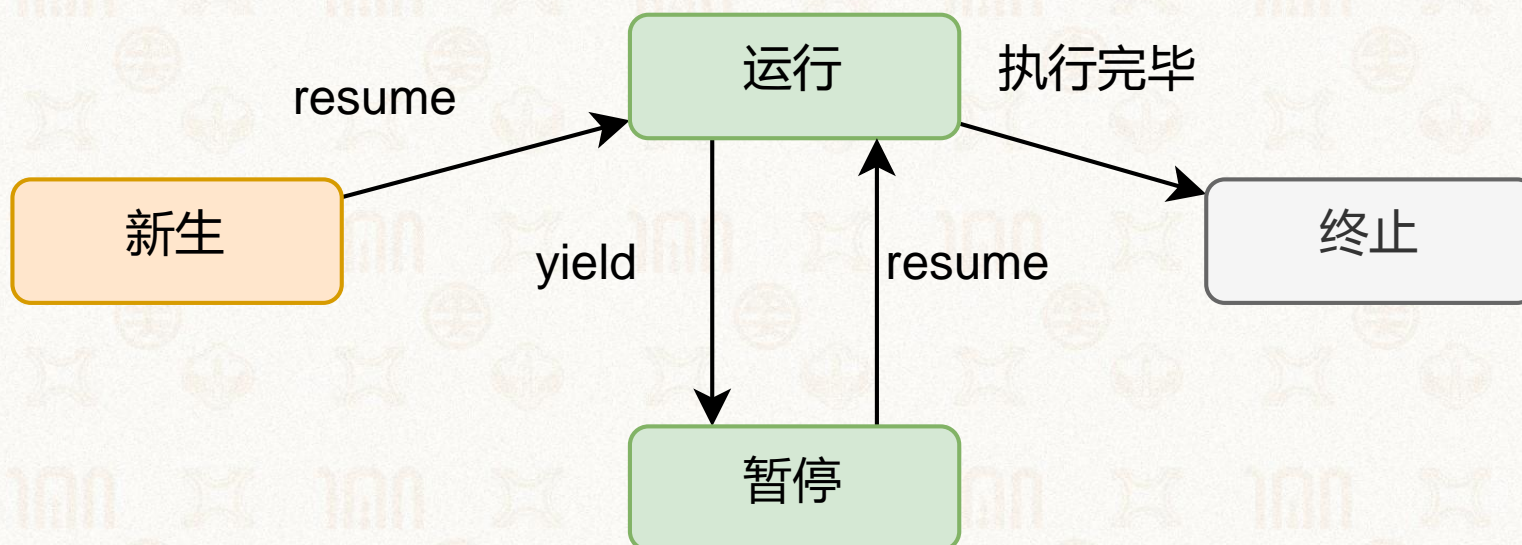 运行
执行完毕
resume
新生
终止
yield
resume
暂停